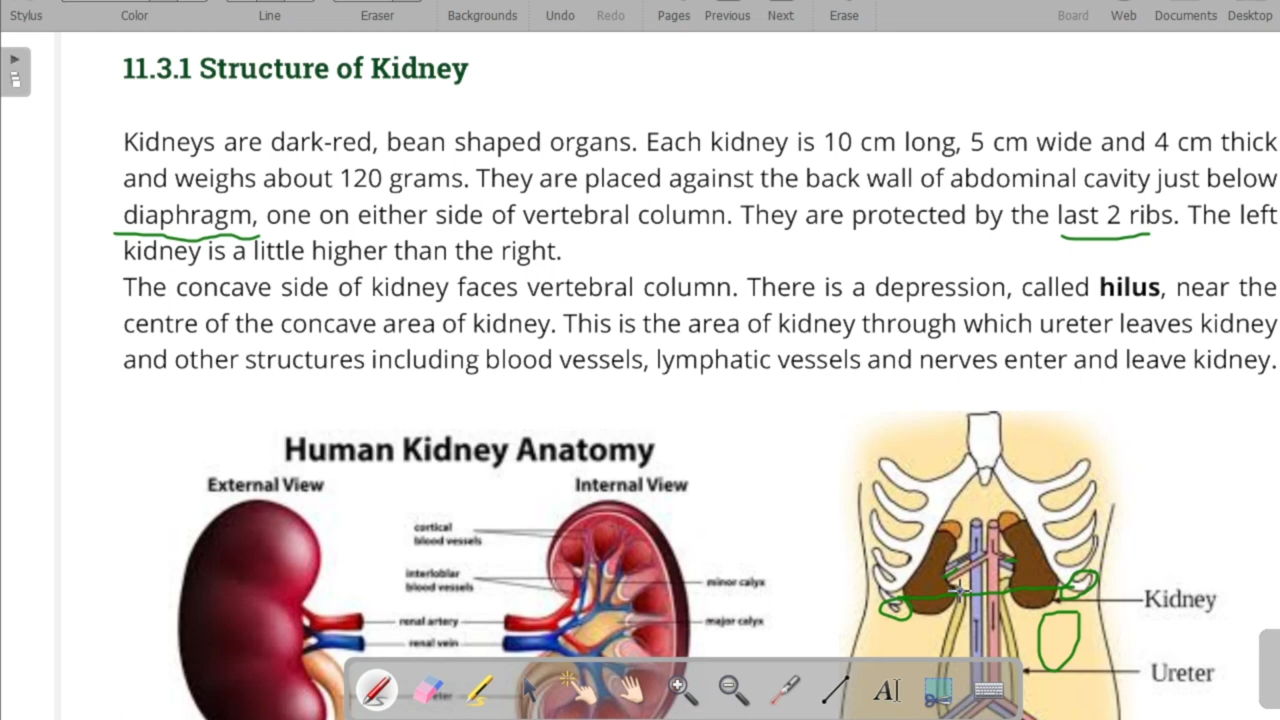 Stylus Color Line Eraser Backgrounds Undo Redo Pages Previous Next Erase Board Web Documents Desktop
11.3.1 Structure of Kidney
Kidneys are dark-red, bean shaped organs. Each kidney is 10 cm long, 5 cm wide and 4 cm thick
and weighs about 120 grams. They are placed against the back wall of abdominal cavity just below
diaphragm, one on either side of vertebral column. They are protected by the last 2 ribs. The left
kidney is a little higher than the right.
The concave side of kidney faces vertebral column. There is a depression, called hilus, near the
centre of the concave area of kidney. This is the area of kidney through which ureter leaves kidney
and other structures including blood vessels, lymphatic vessels and nerves enter and leave kidney.
Human Kidney Anatomy
External View
Internal View
cortical
blood vessels
interloblar
blood vessels
minor calyx
renal artery
major calyx
renal vein
Kidney
Ureter